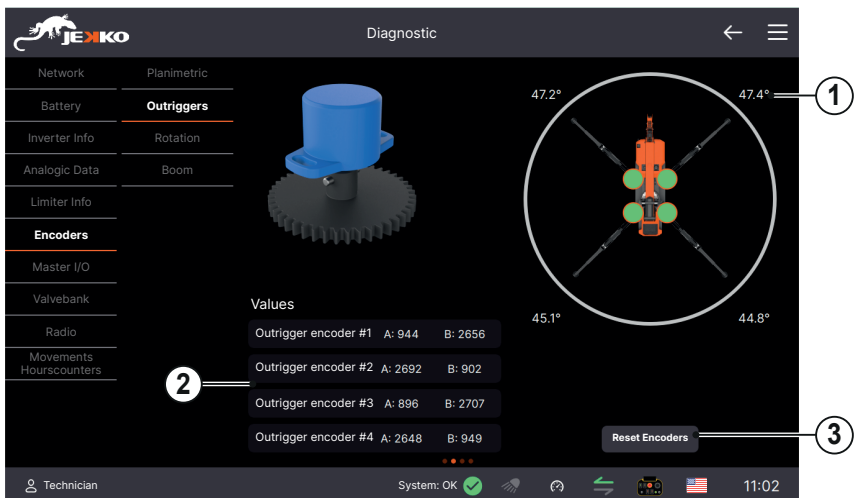 JEKKO
Diagnostic
Network
Planimetric
Battery
Outriggers
Inverter Info
Rotation
Analogic Data
Boom
Limiter Info
Encoders
Master I/O
Valvebank
Radio
Movements
Hourscounters
47.2°
47.4°
1
45.1°
44.8°
Values
Outrigger encoder #1 A: 944 B: 2656
Outrigger encoder #2 A: 2692 B: 902
2
Outrigger encoder #3 A: 896 B: 2707
Outrigger encoder #4 A: 2648 B: 949
Reset Encoders
3
Technician
System: OK
11:02